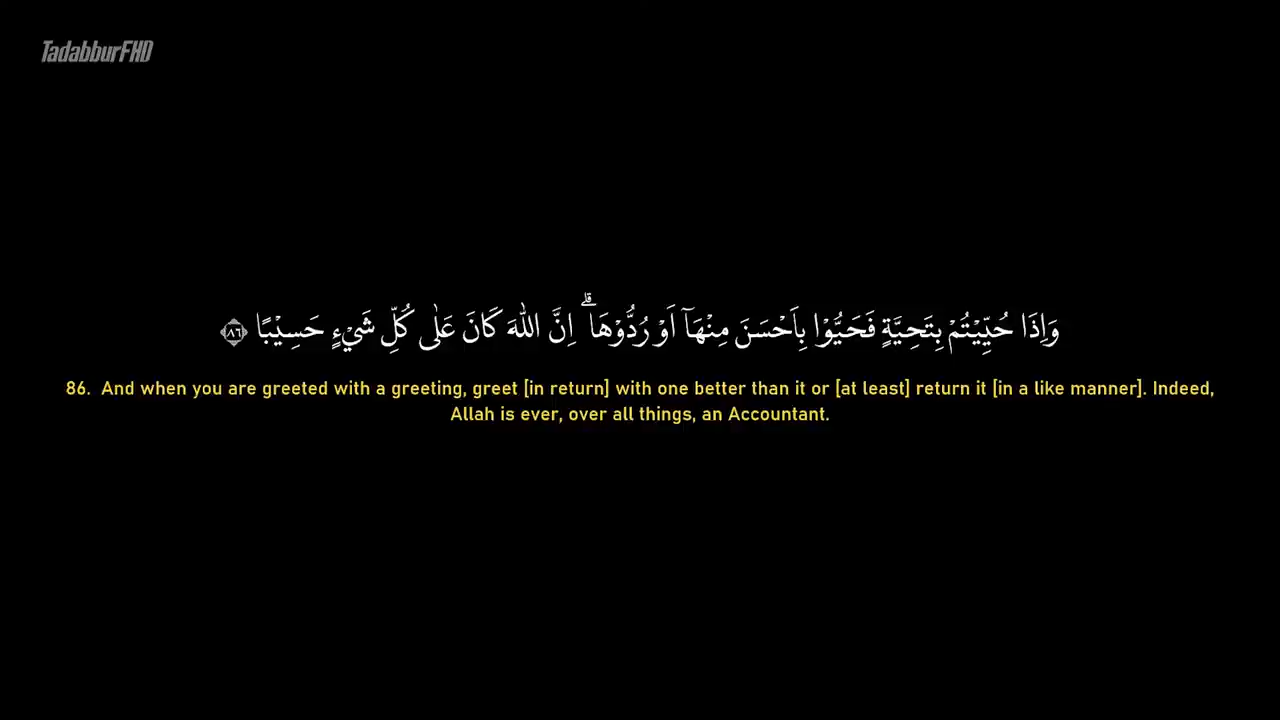 TadabburFHD
وَاِذَا حُيِّيْتُمْ بِتَحِيَّةٍ فَحَيُّوْا بِاَحْسَنَ مِنْهَآ اَوْ رُدُّوْهَا ۗ اِنَّ اللّٰهَ كَانَ عَلٰى كُلِّ شَيْءٍ حَسِيْبًا ٨٦
86. And when you are greeted with a greeting, greet [in return] with one better than it or [at least] return it [in a like manner]. Indeed,
Allah is ever, over all things, an Accountant.